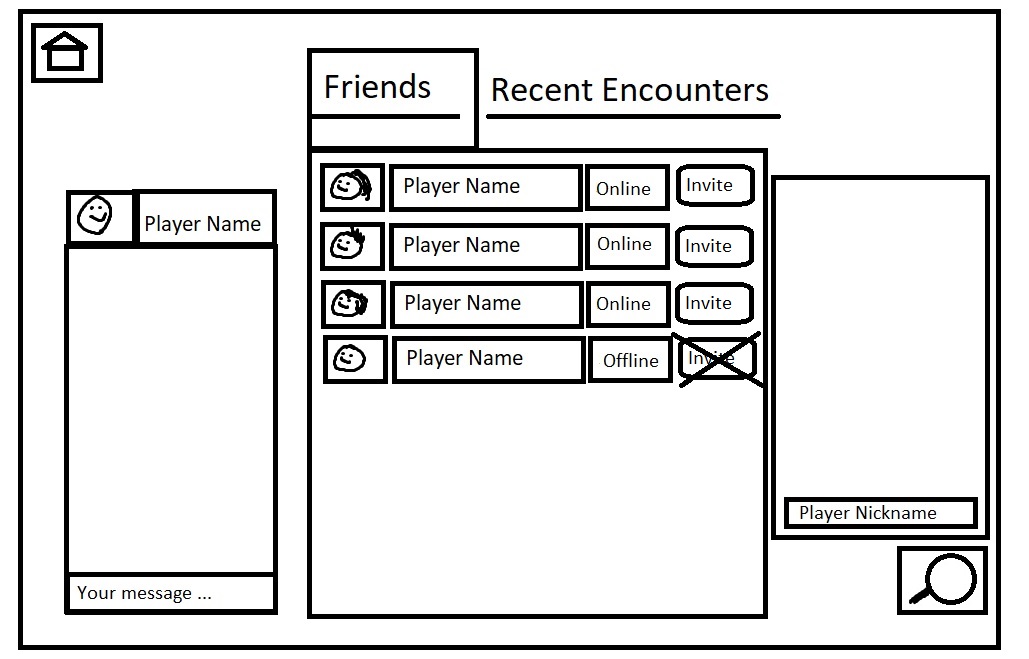 Friends
Recent Encounters
Player Name
Online
Invite
Player Name
Online
Invite
Player Name
Online
Invite
Player Name
Offline
Invite
Player Name
Your message ...
Player Nickname